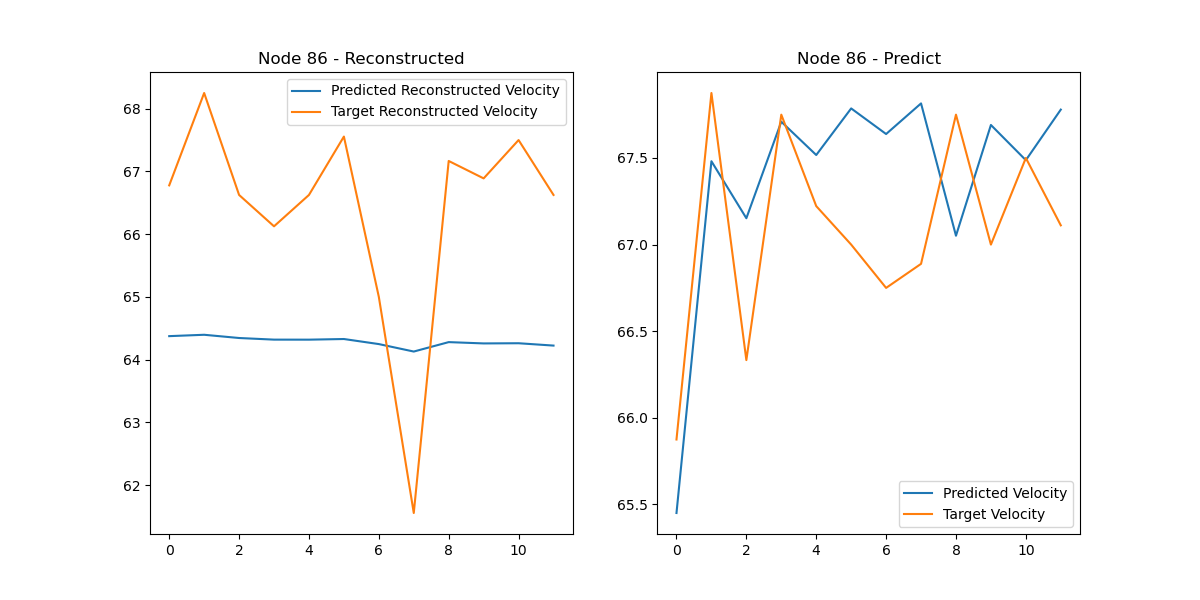 Node 86 - Reconstructed
Predicted Reconstructed Velocity
Target Reconstructed Velocity
68
67
66
65
64
63
62
0 2 4 6 8 10
Node 86 - Predict
67.5
67.0
66.5
66.0
65.5
Predicted Velocity
Target Velocity
0 2 4 6 8 10